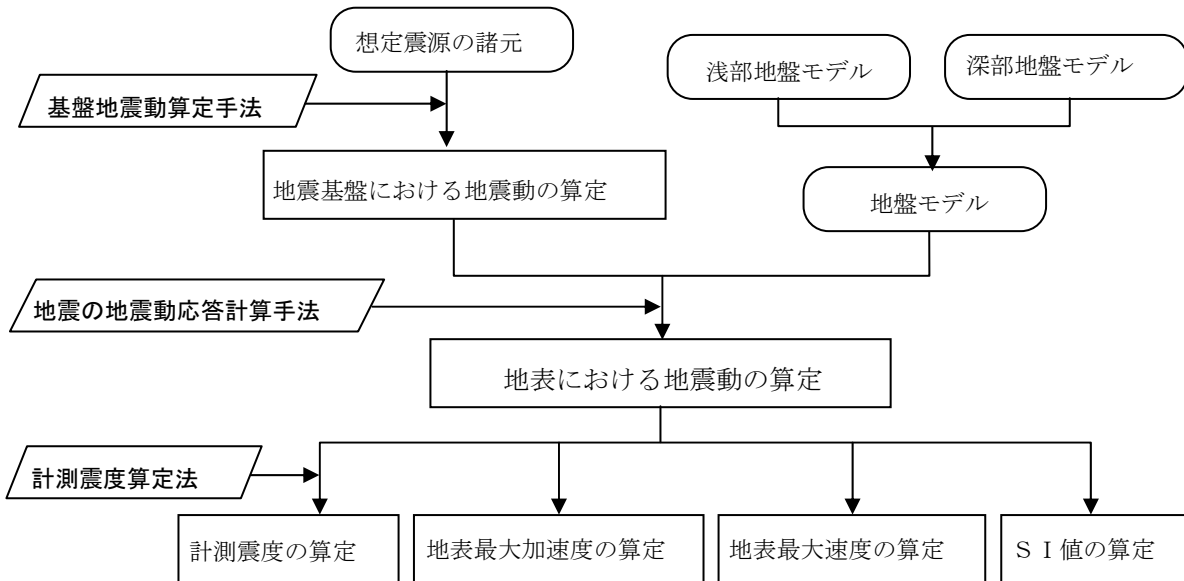 想定震源の諸元
浅部地盤モデル
深部地盤モデル
基盤地震動算定手法
地震基盤における地震動の算定
地盤モデル
地震の地震動応答計算手法
地表における地震動の算定
計測震度算定法
計測震度の算定
地表最大加速度の算定
地表最大速度の算定
ＳＩ値の算定